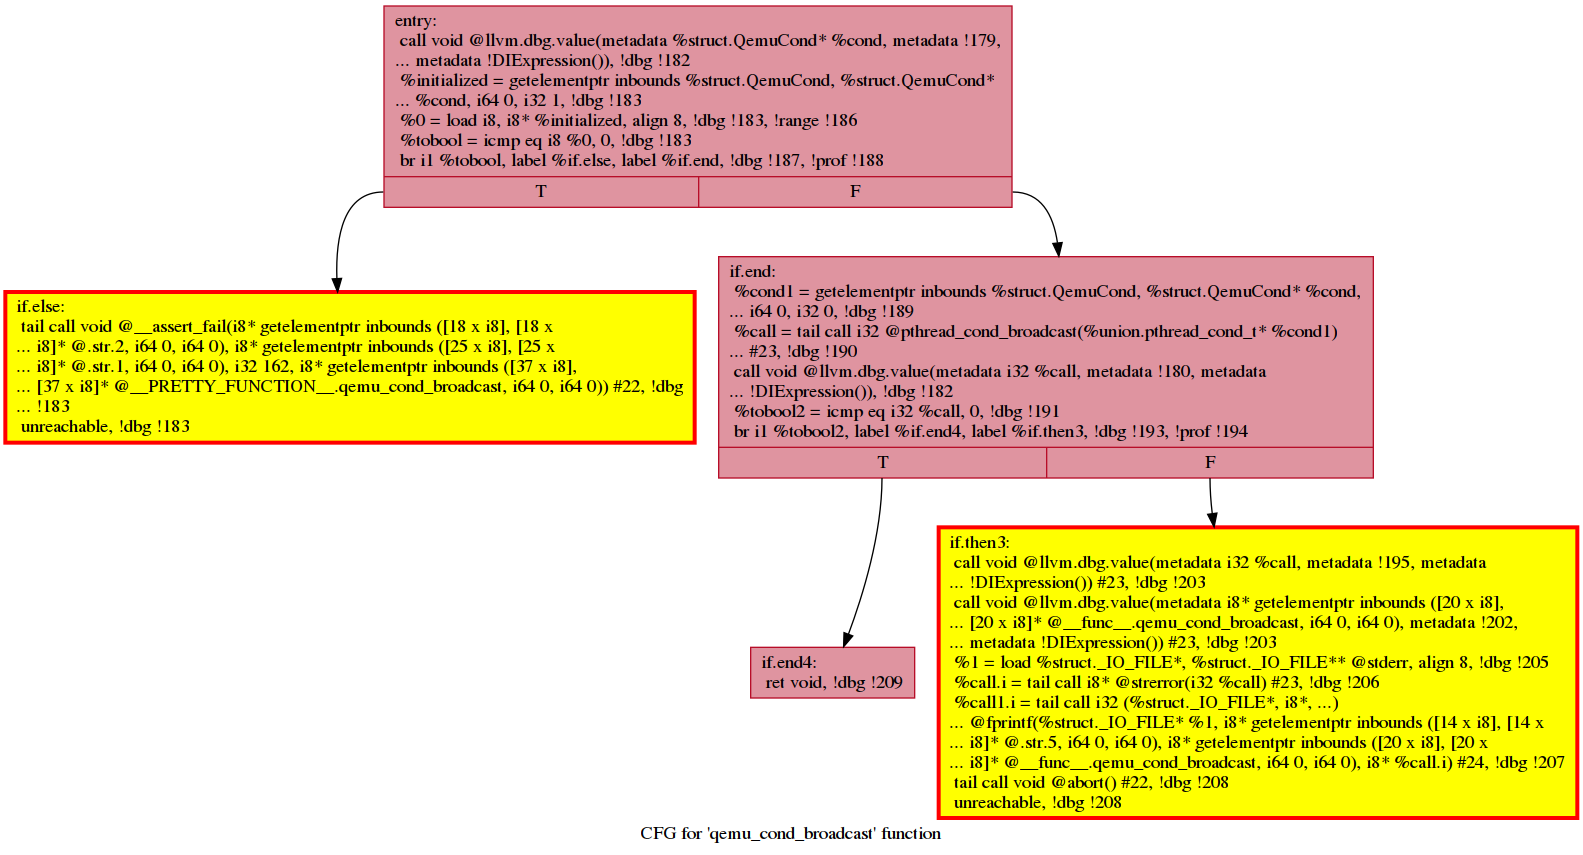 entry:
call void @llvm.dbg.value(metadata %struct.QemuCond* %cond, metadata !179,
... metadata !DIExpression()), !dbg !182
%initialized = getelementptr inbounds %struct.QemuCond, %struct.QemuCond*
... %cond, i64 0, i32 1, !dbg !183
%0 = load i8, i8* %initialized, align 8, !dbg !183, !range !186
%tobool = icmp eq i8 %0, 0, !dbg !183
br i1 %tobool, label %if.else, label %if.end, !dbg !187, !prof !188
T
F
if.else:
tail call void @__assert_fail(i8* getelementptr inbounds ([18 x i8], [18 x
... i8]* @.str.2, i64 0, i64 0), i8* getelementptr inbounds ([25 x i8], [25 x
... i8]* @.str.1, i64 0, i64 0), i32 162, i8* getelementptr inbounds ([37 x i8],
... [37 x i8]* @__PRETTY_FUNCTION__.qemu_cond_broadcast, i64 0, i64 0)) #22, !dbg
... !183
unreachable, !dbg !183
if.end:
%cond1 = getelementptr inbounds %struct.QemuCond, %struct.QemuCond* %cond,
... i64 0, i32 0, !dbg !189
%call = tail call i32 @pthread_cond_broadcast(%union.pthread_cond_t* %cond1)
... #23, !dbg !190
call void @llvm.dbg.value(metadata i32 %call, metadata !180, metadata
... !DIExpression()), !dbg !182
%tobool2 = icmp eq i32 %call, 0, !dbg !191
br i1 %tobool2, label %if.end4, label %if.then3, !dbg !193, !prof !194
T
F
if.end4:
ret void, !dbg !209
if.then3:
call void @llvm.dbg.value(metadata i32 %call, metadata !195, metadata
... !DIExpression()) #23, !dbg !203
call void @llvm.dbg.value(metadata i8* getelementptr inbounds ([20 x i8],
... [20 x i8]* @__func__.qemu_cond_broadcast, i64 0, i64 0), metadata !202,
... metadata !DIExpression()) #23, !dbg !203
%1 = load %struct._IO_FILE*, %struct._IO_FILE** @stderr, align 8, !dbg !205
%call.i = tail call i8* @strerror(i32 %call) #23, !dbg !206
%call1.i = tail call i32 (%struct._IO_FILE*, i8*, ...)
... @fprintf(%struct._IO_FILE* %1, i8* getelementptr inbounds ([14 x i8], [14 x
... i8]* @.str.5, i64 0, i64 0), i8* getelementptr inbounds ([20 x i8], [20 x
... i8]* @__func__.qemu_cond_broadcast, i64 0, i64 0), i8* %call.i) #24, !dbg !207
tail call void @abort() #22, !dbg !208
unreachable, !dbg !208
CFG for 'qemu_cond_broadcast' function